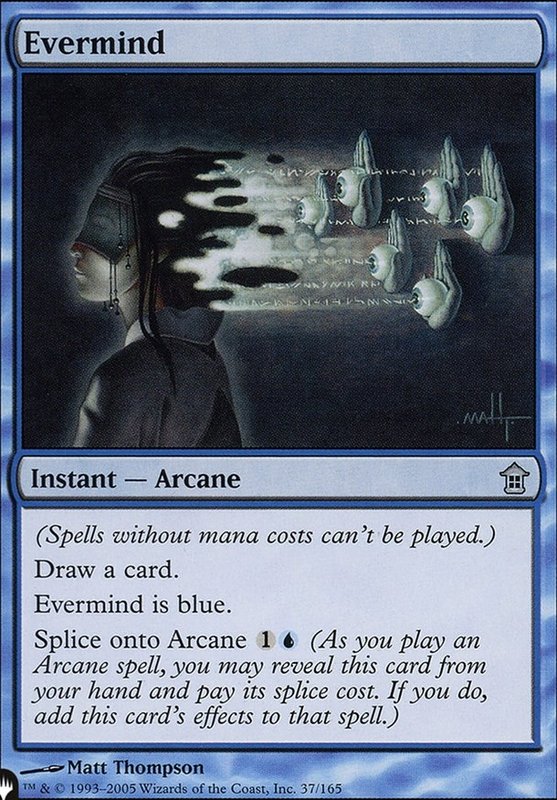 Evermind
.matt.
Instant — Arcane
(Spells without mana costs can't be played.)
Draw a card.
Evermind is blue.
Splice onto Arcane 1 (As you play an
Arcane spell, you may reveal this card from
your hand and pay its splice cost. If you do,
add this card's effects to that spell.)
Matt Thompson
™ & © 1993–2005 Wizards of the Coast, Inc. 37/165